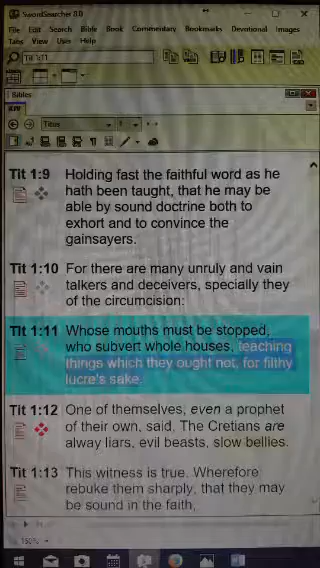 SwordSearcher 8.0
File Edit Search Bible Book Commentary Bookmarks Devotional Images
Tabs View User Help
Tit 1:11
Bibles
KJV
Titus 1
Tit 1:9 Holding fast the faithful word as he
hath been taught, that he may be
able by sound doctrine both to
exhort and to convince the
gainsayers.
Tit 1:10 For there are many unruly and vain
talkers and deceivers, specially they
of the circumcision:
Tit 1:11 Whose mouths must be stopped,
who subvert whole houses, teaching
things which they ought not, for filthy
lucre's sake.
Tit 1:12 One of themselves, even a prophet
of their own, said, The Cretians are
alway liars, evil beasts, slow bellies.
Tit 1:13 This witness is true. Wherefore
rebuke them sharply, that they may
be sound in the faith;
150%